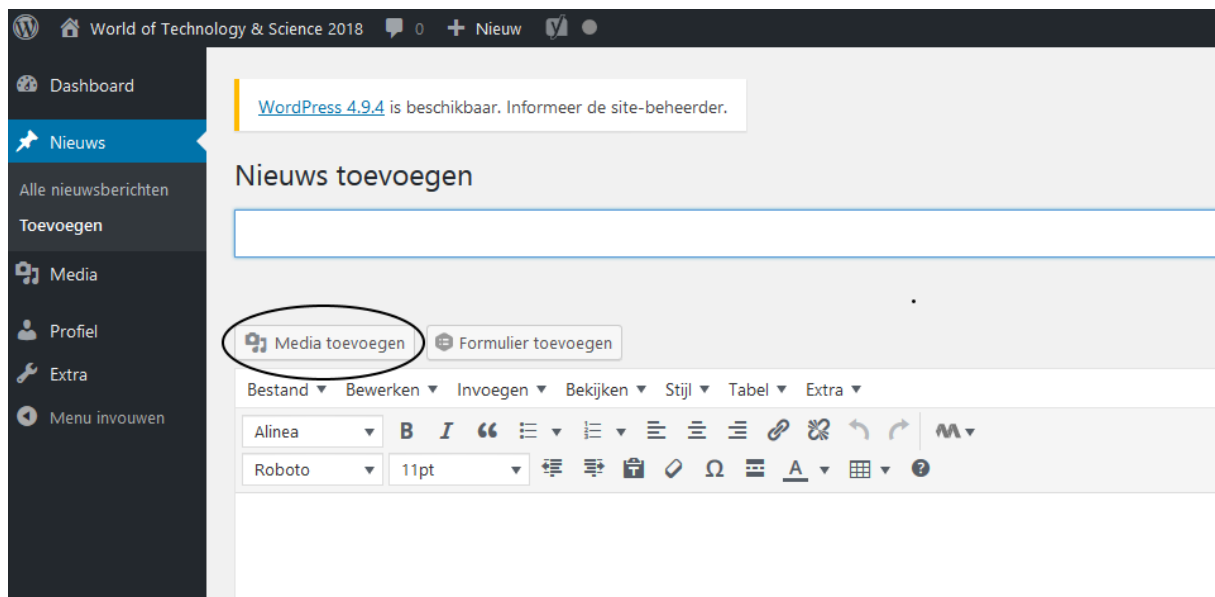 World of Technology & Science 2018 0 + Nieuw
Dashboard
Nieuws
Alle nieuwsberichten
Toevoegen
Media
Profiel
Extra
Menu invouwen
WordPress 4.9.4 is beschikbaar. Informeer de site-beheerder.
Nieuws toevoegen
Media toevoegen Formulier toevoegen
Bestand Bewerken Invoegen Bekijken Stijl Tabel Extra
Alinea B I
Roboto 11pt Ω A